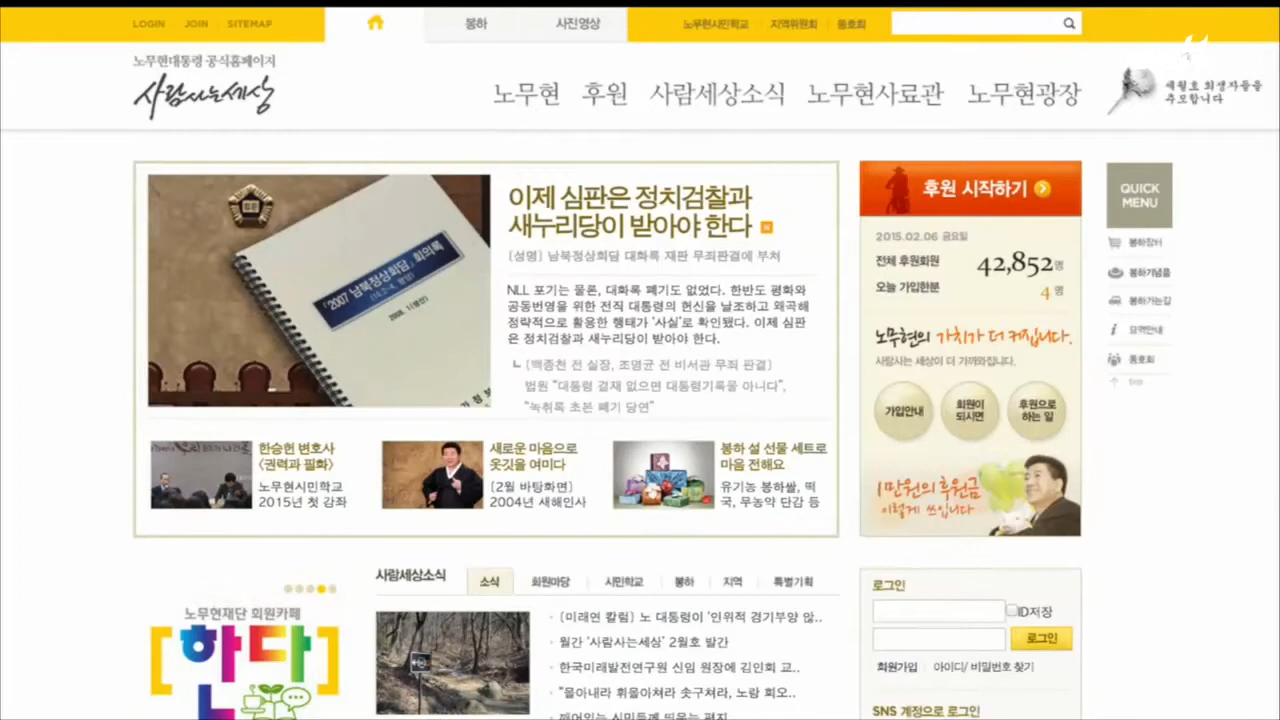 LOGIN JOIN SITEMAP
봉하 사진영상
노무현시민학교 지역위원회 동호회
노무현대통령 공식홈페이지
사람사는세상
노무현 후원 사람세상소식 노무현사료관 노무현광장
세월호 희생자들을
추모합니다
『2007 남북정상회담』 회의록
이제 심판은 정치검찰과
새누리당이 받아야 한다
[성명] 남북정상회담 대화록 재판 무죄판결에 부쳐
NLL 포기는 물론, 대화록 폐기도 없었다. 한반도 평화와
공동번영을 위한 전직 대통령의 헌신을 날조하고 왜곡해
정략적으로 활용한 행태가 '사실'로 확인됐다. 이제 심판
은 정치검찰과 새누리당이 받아야 한다.
ㄴ [백종천 전 실장, 조명균 전 비서관 무죄 판결]
법원 "대통령 결재 없으면 대통령기록물 아니다",
"녹취록 초본 폐기 당연"
한승헌 변호사
<권력과 필화>
노무현시민학교
2015년 첫 강좌
새로운 마음으로
옷깃을 여미다
[2월 바탕화면]
2004년 새해인사
봉하 설 선물 세트로
마음 전해요
유기농 봉하쌀, 떡
국, 무농약 단감 등
후원 시작하기
2015.02.06 금요일
전체 후원회원 42,852명
오늘 가입한분 4명
노무현의 가치가 더 커집니다.
사람사는 세상이 더 가까워집니다.
가입안내
회원이
되시면
후원으로
하는 일
1만원의 후원금
이렇게 쓰입니다
QUICK
MENU
봉하장터
봉하기념품
봉하가는길
묘역안내
동호회
top
노무현재단 회원카페
[하다
노
사람세상소식 소식 회원마당 시민학교 봉하 지역 특별기획
[미래연 칼럼] 노 대통령이 '인위적 경기부양 않..
월간 '사람사는세상' 2월호 발간
한국미래발전연구원 신임 원장에 김인회 교..
"몰아내라 휘몰아쳐라 솟구쳐라, 노랑 회오..
깨어있는 시민들께 띄우는 편지
로그인
ID저장
로그인
회원가입 아이디/ 비밀번호 찾기
SNS 계정으로 로그인